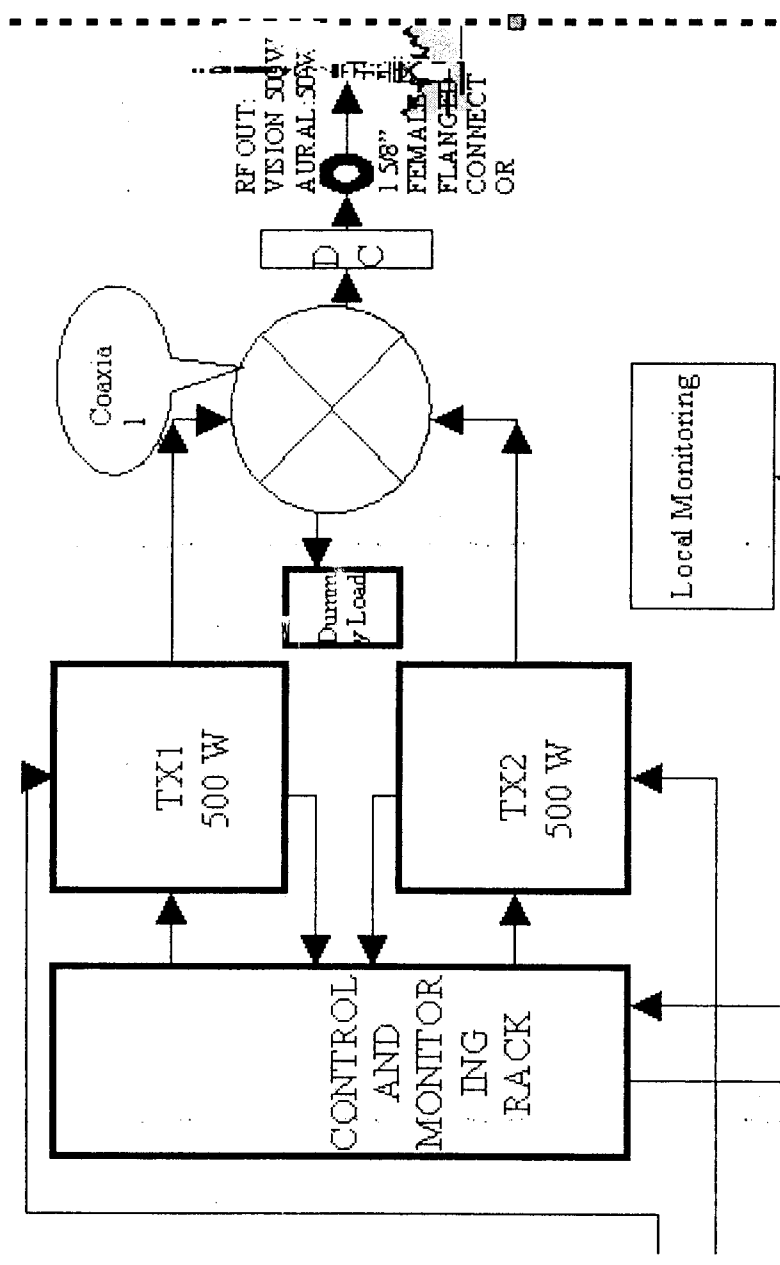 RF OUT:
VISION 500W
AURAL:50W
1 5/8”
FEMALE
FLANGE
CONNECT
OR
D
C
Coaxia
l
Dumm
y Load
TX1
500 W
TX2
500 W
Local Monitoring
CONTROL
AND
MONITOR
ING
RACK